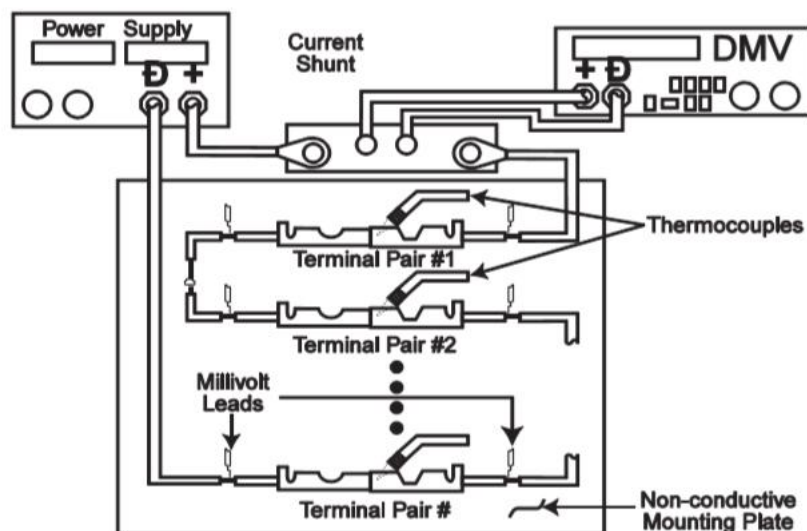 Power Supply
Đ +
Current
Shunt
DMV
+ Đ
Thermocouples
Terminal Pair #1
Terminal Pair #2
Millivolt
Leads
Terminal Pair #
Non-conductive
Mounting Plate